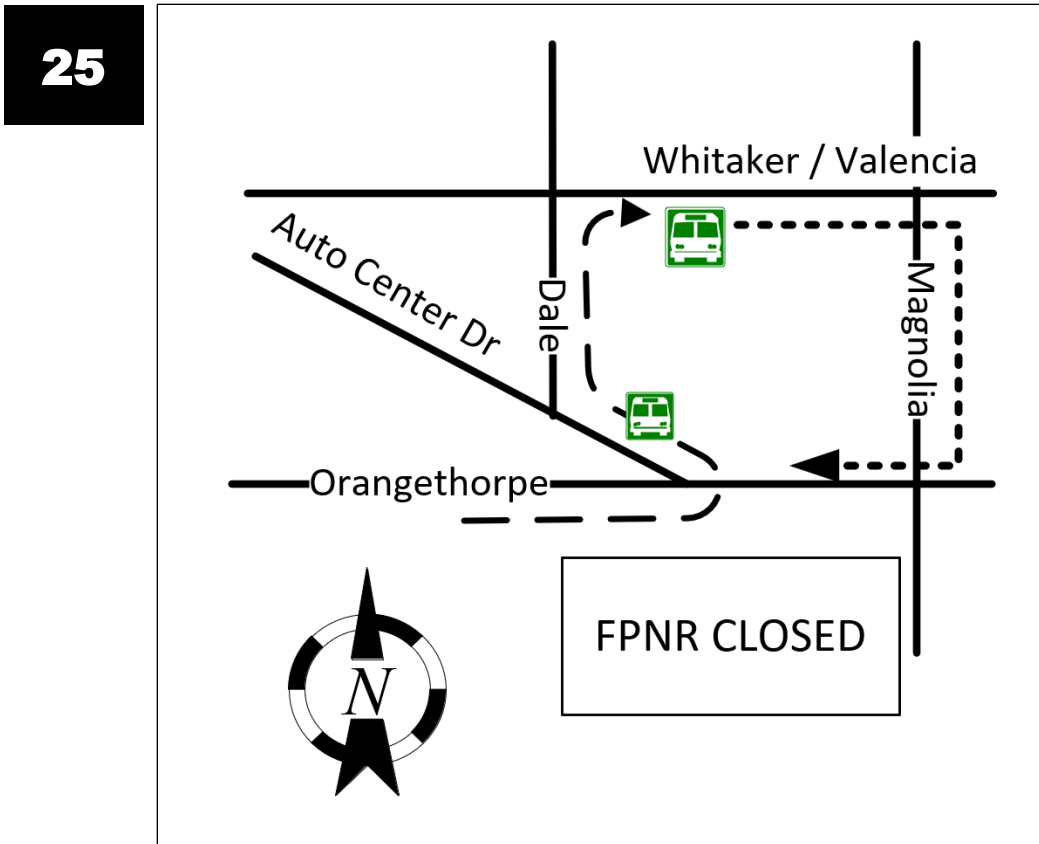 25
Whitaker / Valencia
Auto Center Dr
Dale
Magnolia
Orangethorpe
FPNR CLOSED
N